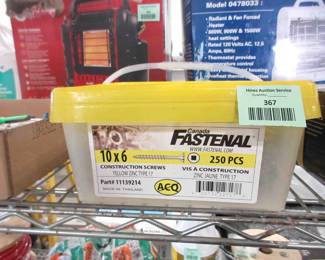 Model 0478033 :
Radiant & Fan Forced
Heater
600W, 900W & 1500W
heat settings
Rated 120 Volts AC, 12.5
Amps, 60Hz
Thermostat provides
Hines Auction Service
367
Canada
FASTENAL
WWW.FASTENAL.COM
10 x 6
250 PCS
CONSTRUCTION SCREWS
VIS A CONSTRUCTION
YELLOW ZINC TYPE 17
ZINC JAUNE TYPE 17
Part# 11139214
MADE IN THAILAND
ACQ